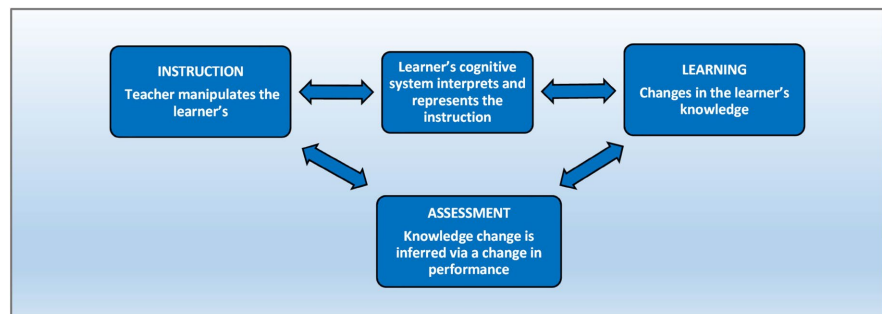 INSTRUCTION
Teacher manipulates the
learner's
Learner's cognitive
system interprets and
represents the
instruction
LEARNING
Changes in the learner's
knowledge
ASSESSMENT
Knowledge change is
inferred via a change in
performance